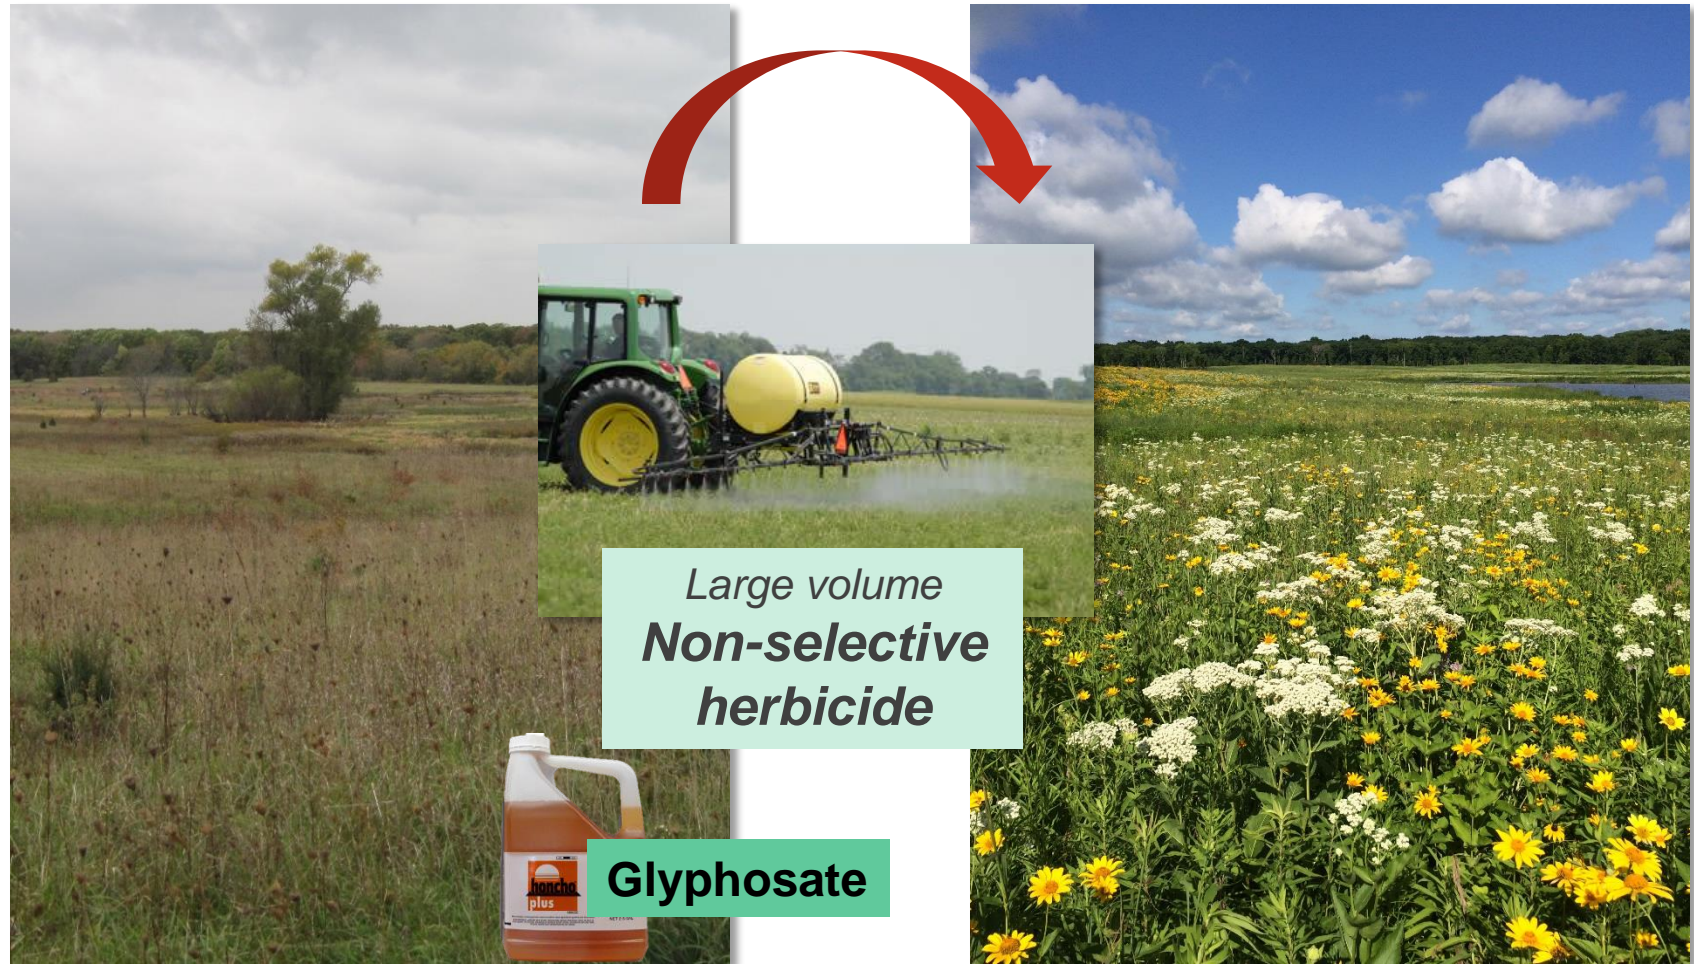 Large volume
Non-selective
herbicide
honcho
plus
Glyphosate